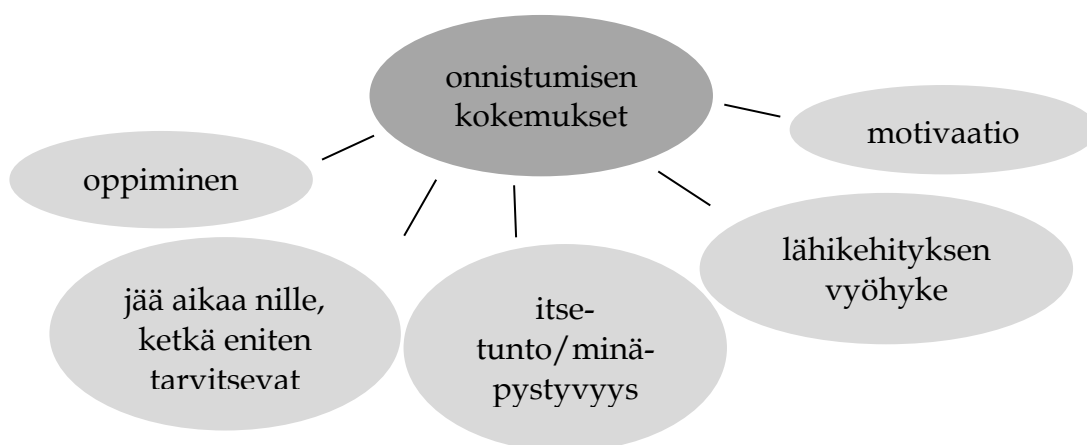 onnistumisen
kokemukset
motivaatio
oppiminen
lähikehityksen
vyöhyke
jää aikaa nille,
ketkä eniten
tarvitsevat
itse-
tunto/minä-
pystyvyys